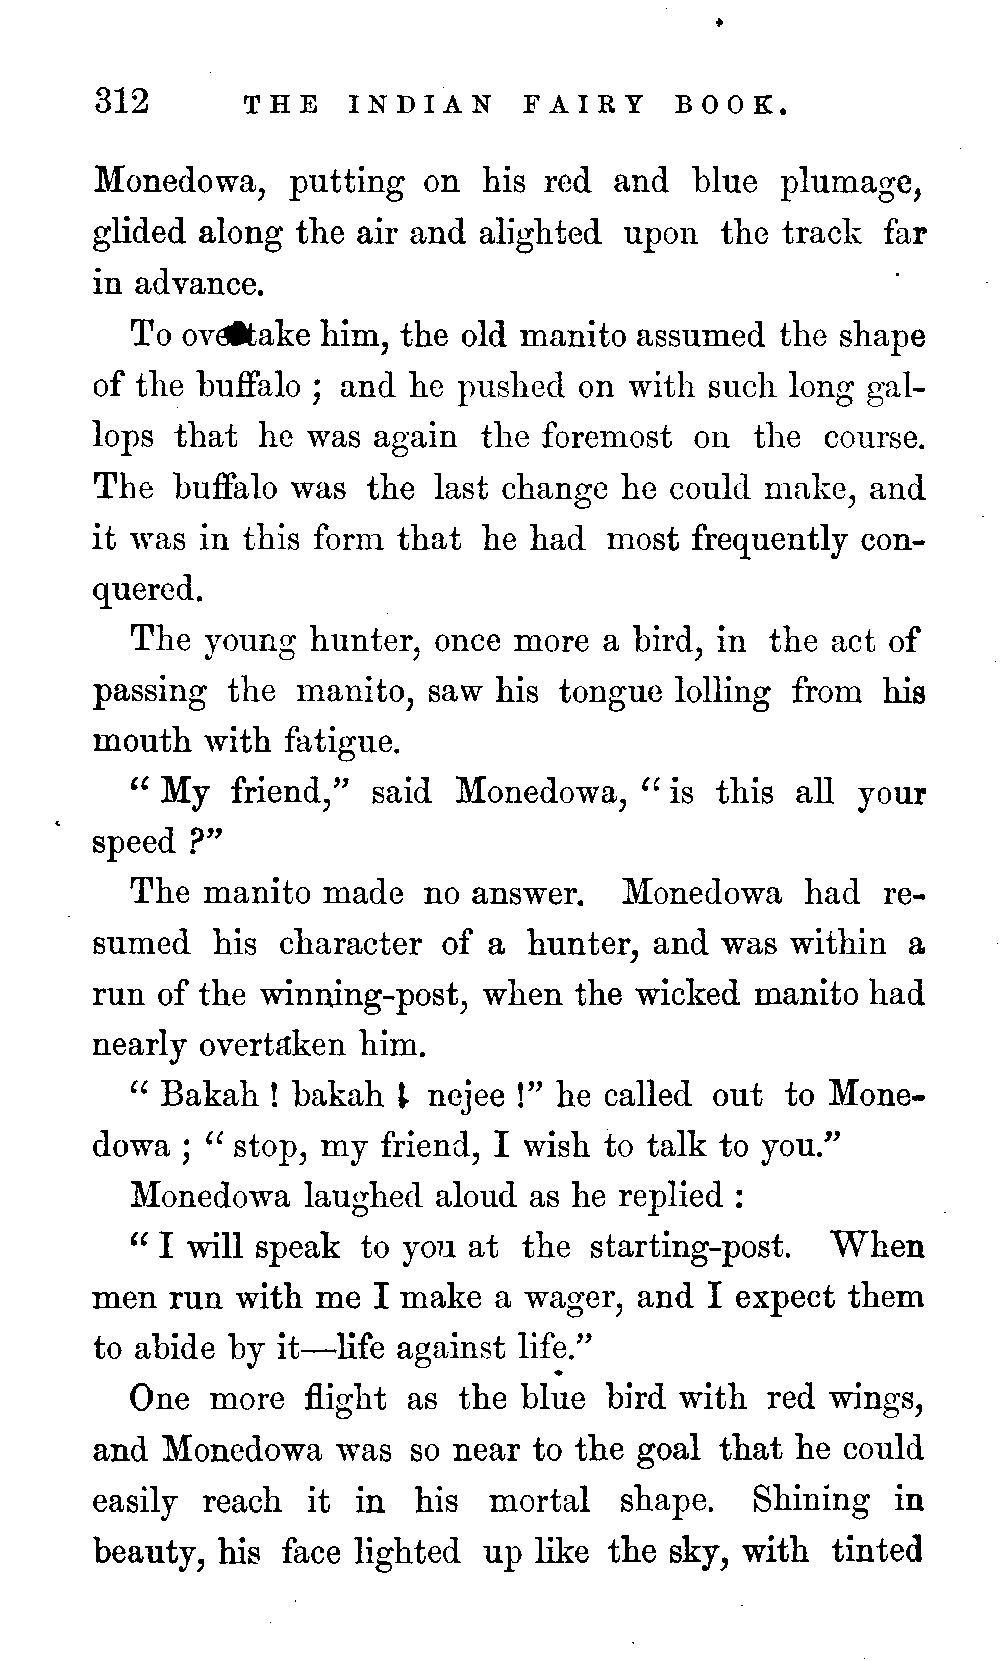 312 THE INDIAN FAIRY BOOK.
Monedowa, putting on his red and blue plumage,
glided along the air and alighted upon the track far
in advance.
To overtake him, the old manito assumed the shape
of the buffalo ; and he pushed on with such long gal-
lops that he was again the foremost on the course.
The buffalo was the last change he could make, and
it was in this form that he had most frequently con-
quered.
The young hunter, once more a bird, in the act of
passing the manito, saw his tongue lolling from his
mouth with fatigue.
“ My friend,” said Monedowa, “ is this all your
speed ?”
The manito made no answer. Monedowa had re-
sumed his character of a hunter, and was within a
run of the winning-post, when the wicked manito had
nearly overtaken him.
“ Bakah ! bakah ! nejee !” he called out to Mone-
dowa ; “ stop, my friend, I wish to talk to you.”
Monedowa laughed aloud as he replied :
“ I will speak to you at the starting-post. When
men run with me I make a wager, and I expect them
to abide by it—life against life.”
One more flight as the blue bird with red wings,
and Monedowa was so near to the goal that he could
easily reach it in his mortal shape. Shining in
beauty, his face lighted up like the sky, with tinted